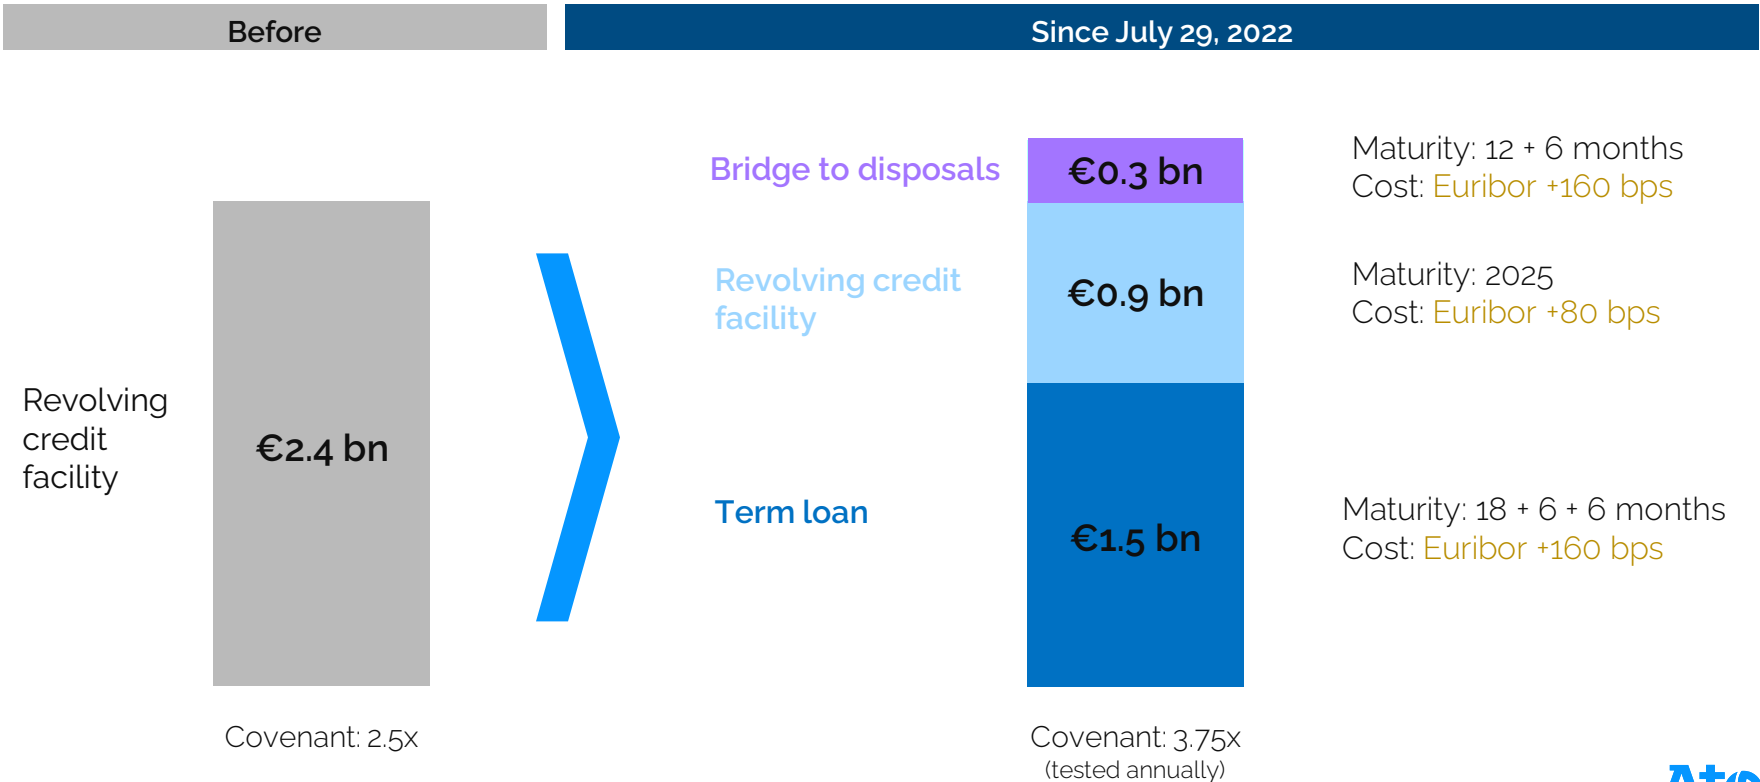 Before
Since July 29, 2022
Revolving
credit
facility
€2.4 bn
Covenant: 2.5x
Bridge to disposals
€0.3 bn
Maturity: 12 + 6 months
Cost: Euribor +160 bps
Revolving credit
facility
€0.9 bn
Maturity: 2025
Cost: Euribor +80 bps
Term loan
€1.5 bn
Maturity: 18 + 6 + 6 months
Cost: Euribor +160 bps
Covenant: 3.75x
(tested annually)